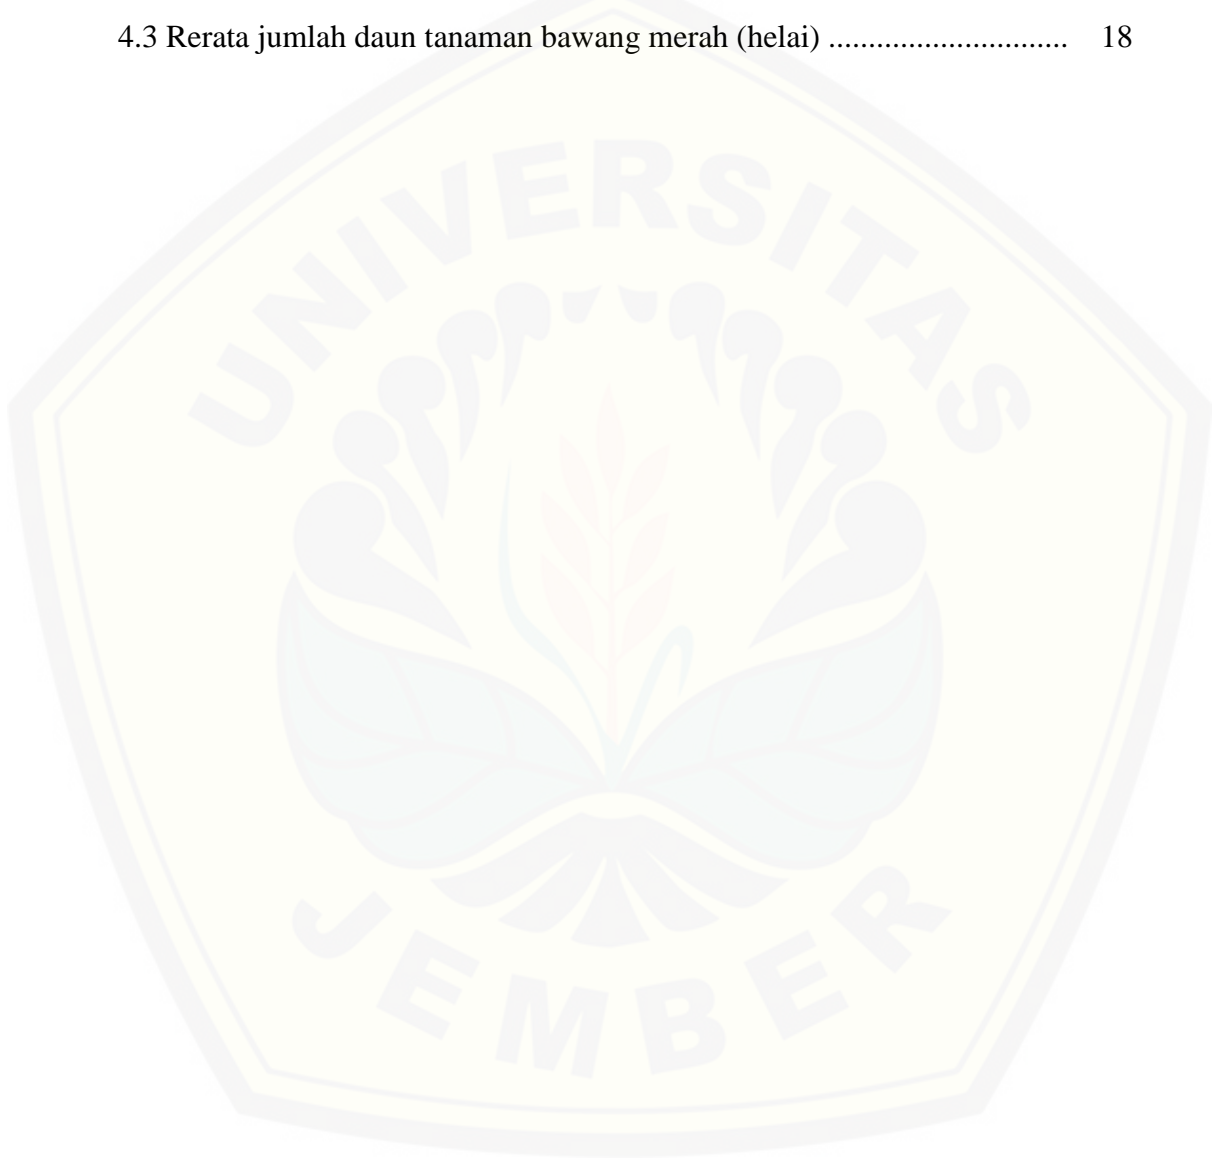 4.3 Rerata jumlah daun tanaman bawang merah (helai) .............................. 18
UNIVERSITAS
JEMBER